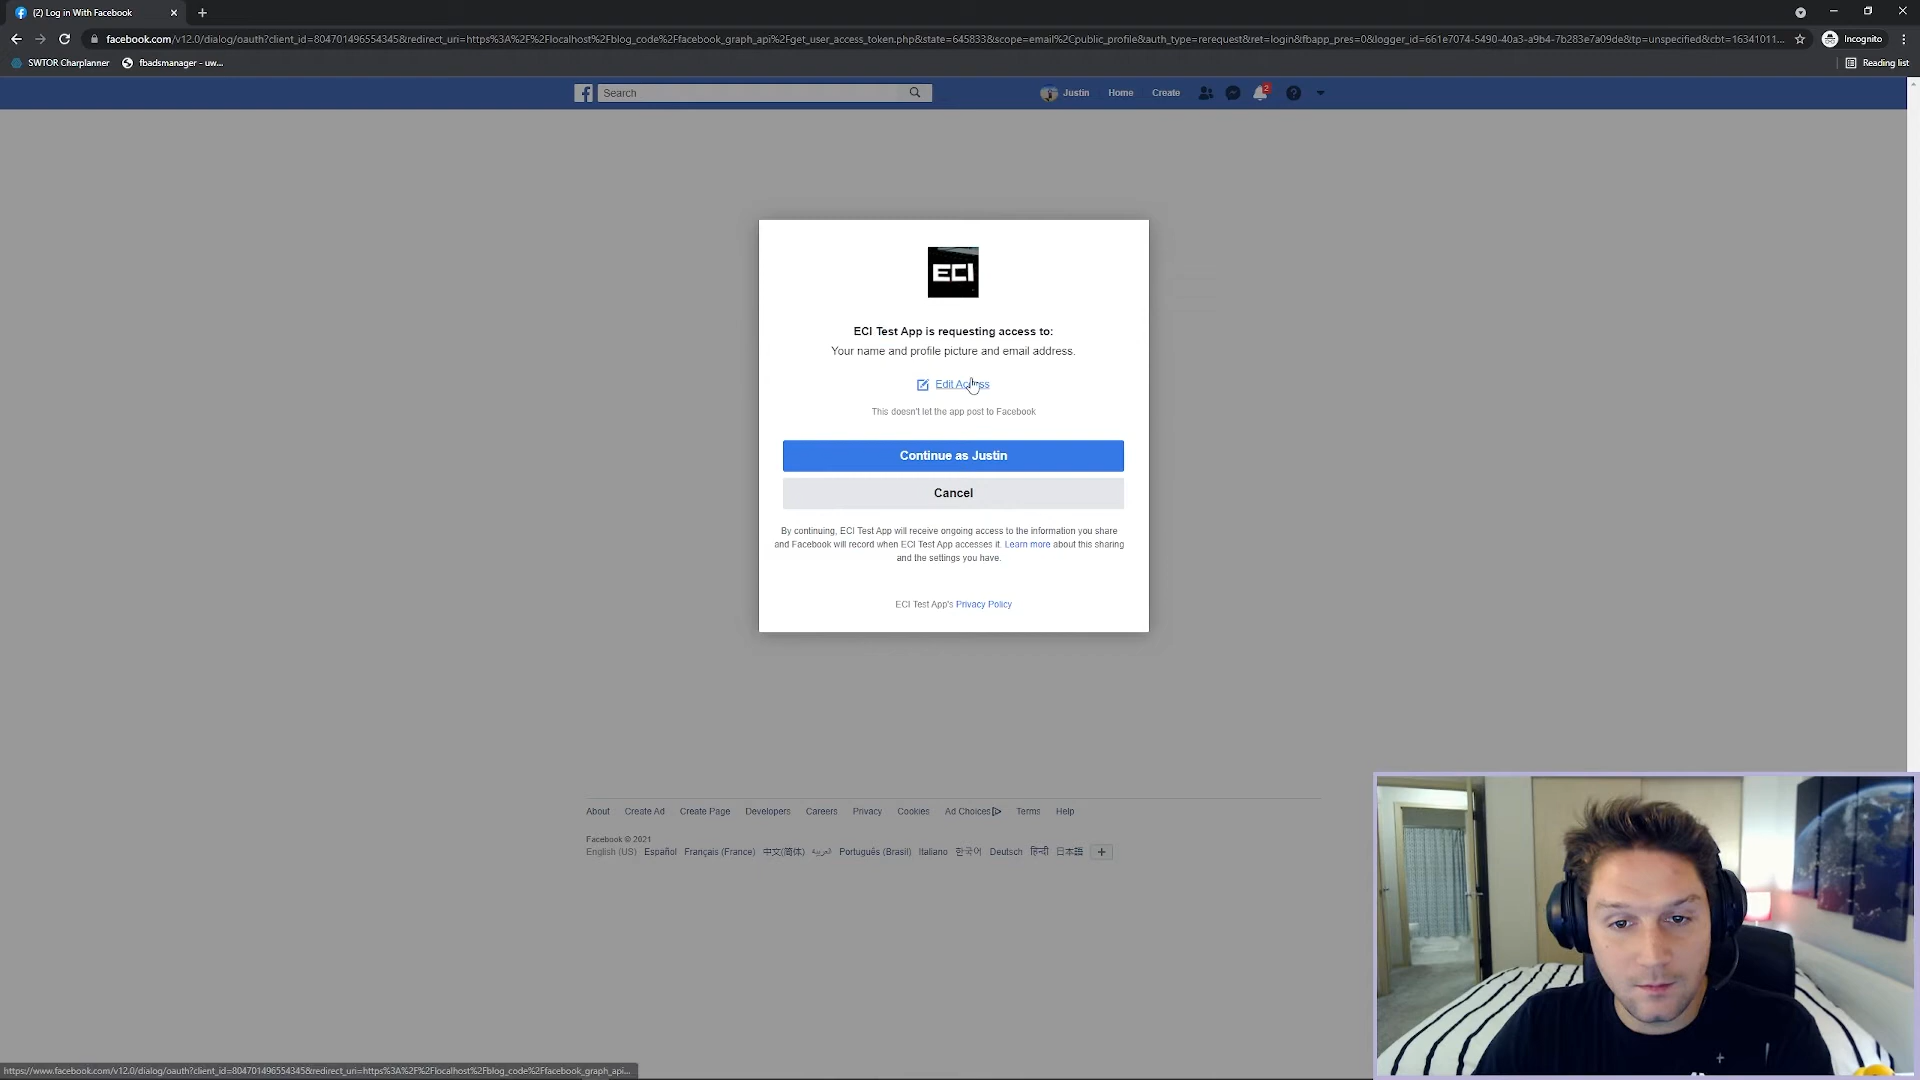 (2) Log in With Facebook
facebook.com/v12.0/dialog/oauth?client_id=804701496554345&redirect_uri=https%3A%2F%2Flocalhost%2Fblog_code%2Ffacebook_graph_api%2Fget_user_access_token.php&state=645833&scope=email%2Cpublic_profile&auth_type=rerequest&ret=login&fbapp_pres=0&logger_id=661e7074-5490-40a3-a9b4-7b283e7a09de&tp=unspecified&cbt=16341011... Incognito
SWTOR Charplanner fbadsmanager - uw... Reading list
Search Justin Home Create 2
ECI
ECI Test App is requesting access to:
Your name and profile picture and email address.
Edit Access
This doesn't let the app post to Facebook
Continue as Justin
Cancel
By continuing, ECI Test App will receive ongoing access to the information you share
and Facebook will record when ECI Test App accesses it. Learn more about this sharing
and the settings you have.
ECI Test App's Privacy Policy
About Create Ad Create Page Developers Careers Privacy Cookies Ad Choices Terms Help
Facebook © 2021
English (US) Español Français (France) 中文(简体) العربية Português (Brasil) Italiano 한국어 Deutsch हिन्दी 日本語
https://www.facebook.com/v12.0/dialog/oauth?client_id=804701496554345&redirect_uri=https%3A%2F%2Flocalhost%2Fblog_code%2Ffacebook_graph_api...